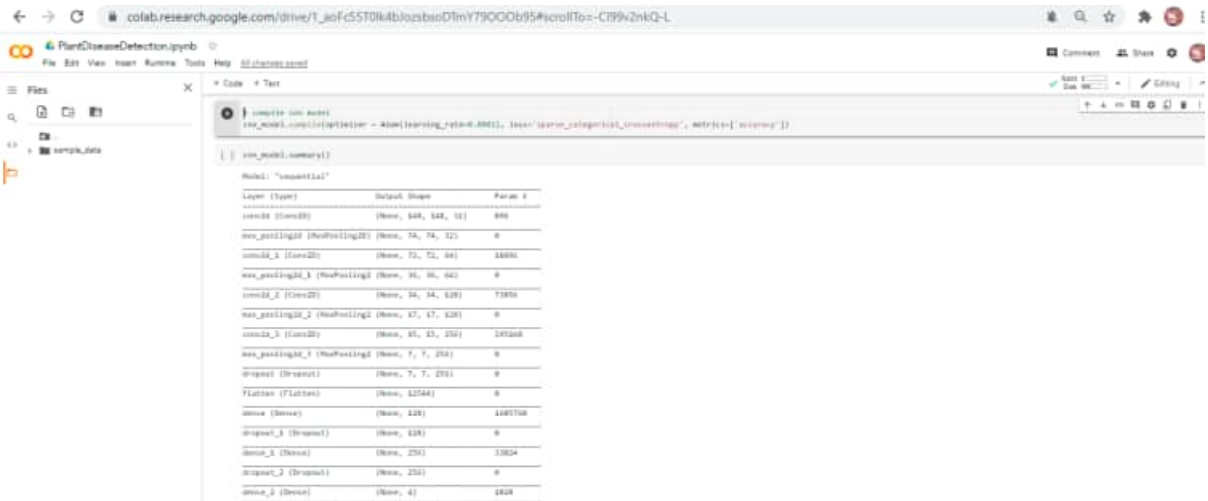 colab.research.google.com/drive/
PlantDiseaseDetection.ipynb
File Edit View Insert Runtime Tools Help All changes saved
Comment Share
Files
+ Code + Text
Editing
sample_data
# compile cnn model
cnn_model.compile(optimizer = Adam(learning_rate=0.0001), loss='sparse_categorical_crossentropy', metrics=['accuracy'])
[ ] cnn_model.summary()
Model: "sequential"
Layer (type) Output Shape Param #
conv2d (Conv2D) (None, 148, 148, 32) 896
max_pooling2d (MaxPooling2D) (None, 74, 74, 32) 0
conv2d_1 (Conv2D) (None, 72, 72, 64) 18496
max_pooling2d_1 (MaxPooling2 (None, 36, 36, 64) 0
conv2d_2 (Conv2D) (None, 34, 34, 128) 73856
max_pooling2d_2 (MaxPooling2 (None, 17, 17, 128) 0
conv2d_3 (Conv2D) (None, 15, 15, 256) 295168
max_pooling2d_3 (MaxPooling2 (None, 7, 7, 256) 0
dropout (Dropout) (None, 7, 7, 256) 0
flatten (Flatten) (None, 12544) 0
dense (Dense) (None, 128) 1605760
dropout_1 (Dropout) (None, 128) 0
dense_1 (Dense) (None, 256) 33024
dropout_2 (Dropout) (None, 256) 0
dense_2 (Dense) (None, 4) 1028